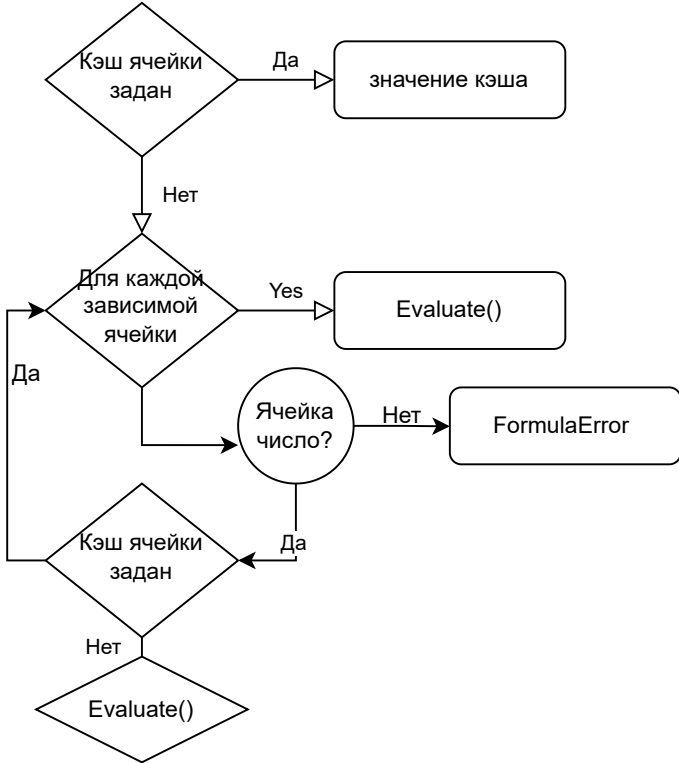 Кэш ячейки
задан
Да
значение кэша
Нет
Для каждой
зависимой
ячейки
Yes
Evaluate()
Да
Ячейка
число?
Нет
FormulaError
Да
Кэш ячейки
задан
Нет
Evaluate()